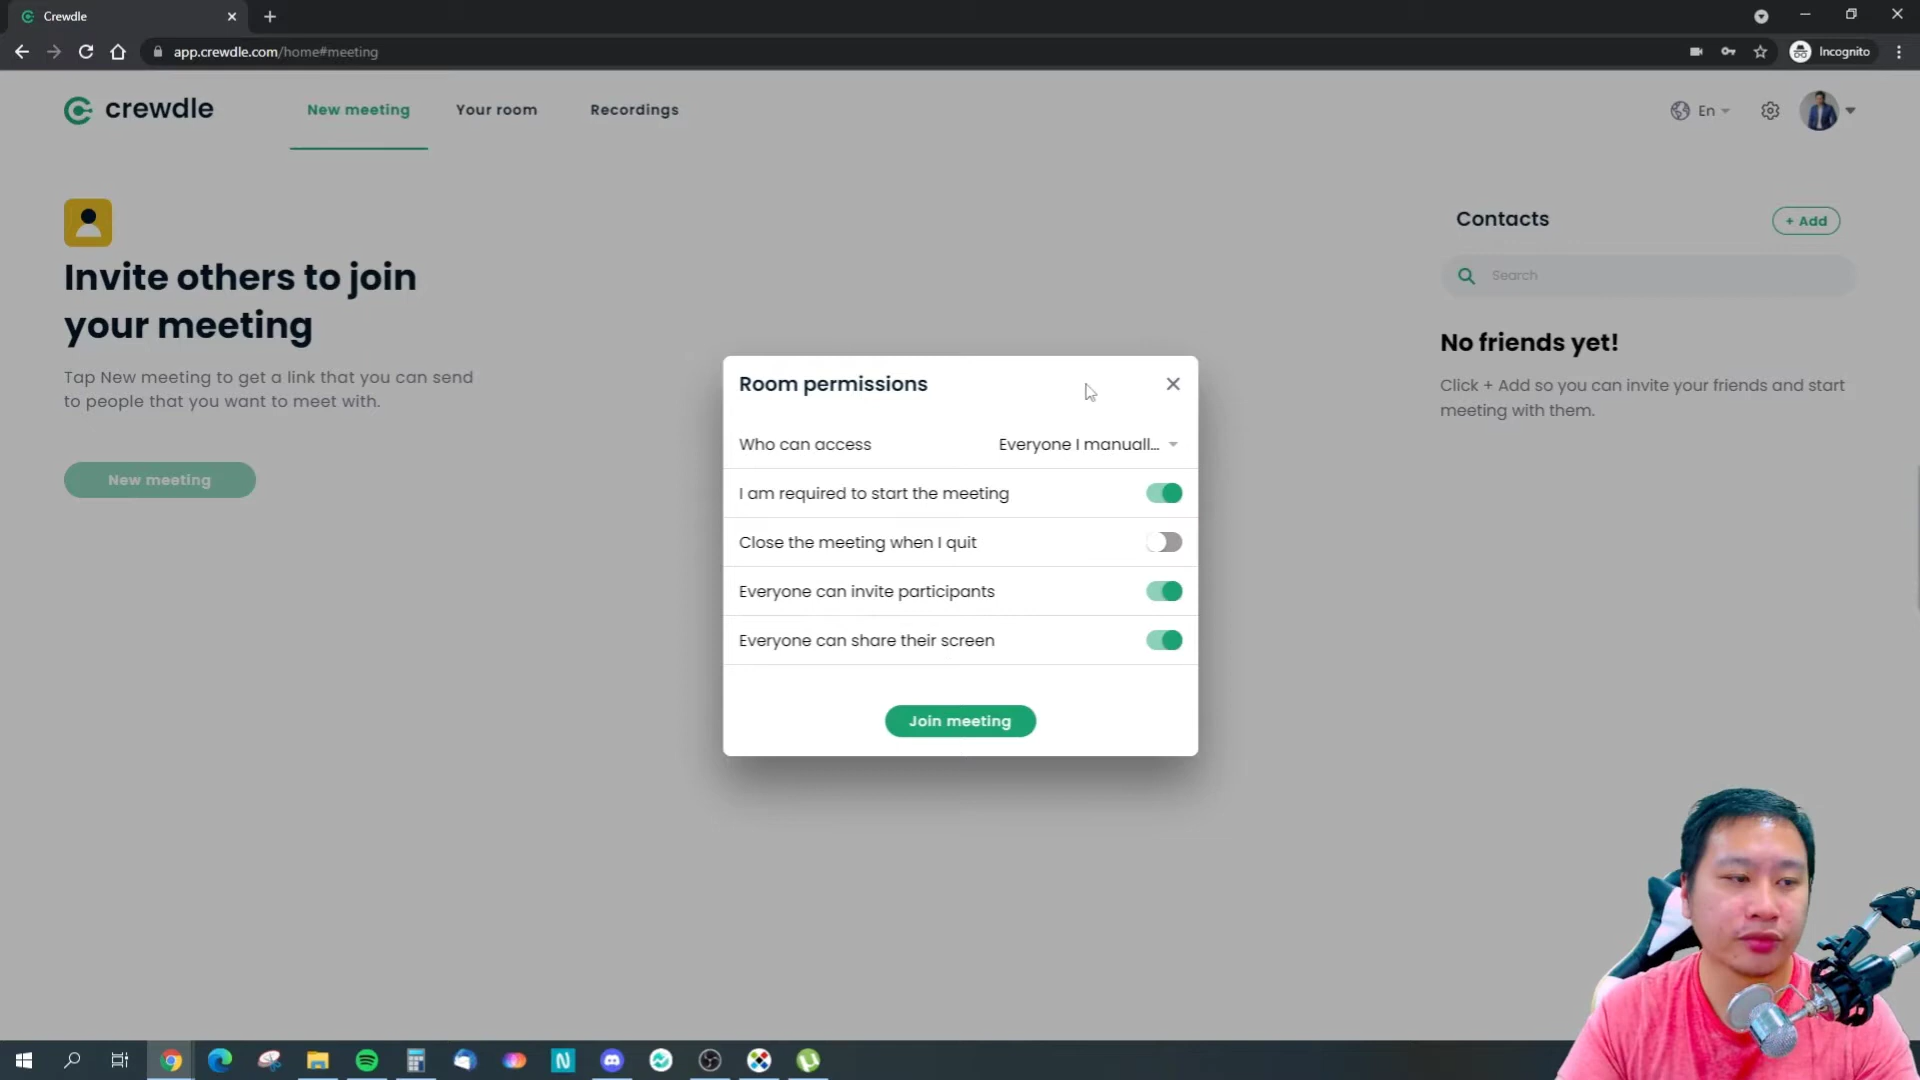 Crewdle
app.crewdle.com/home#meeting
Incognito
crewdle
New meeting
Your room
Recordings
En
Invite others to join
your meeting
Tap New meeting to get a link that you can send
to people that you want to meet with.
New meeting
Contacts
+ Add
Search
No friends yet!
Click + Add so you can invite your friends and start
meeting with them.
Room permissions
Who can access
Everyone I manuall...
I am required to start the meeting
Close the meeting when I quit
Everyone can invite participants
Everyone can share their screen
Join meeting